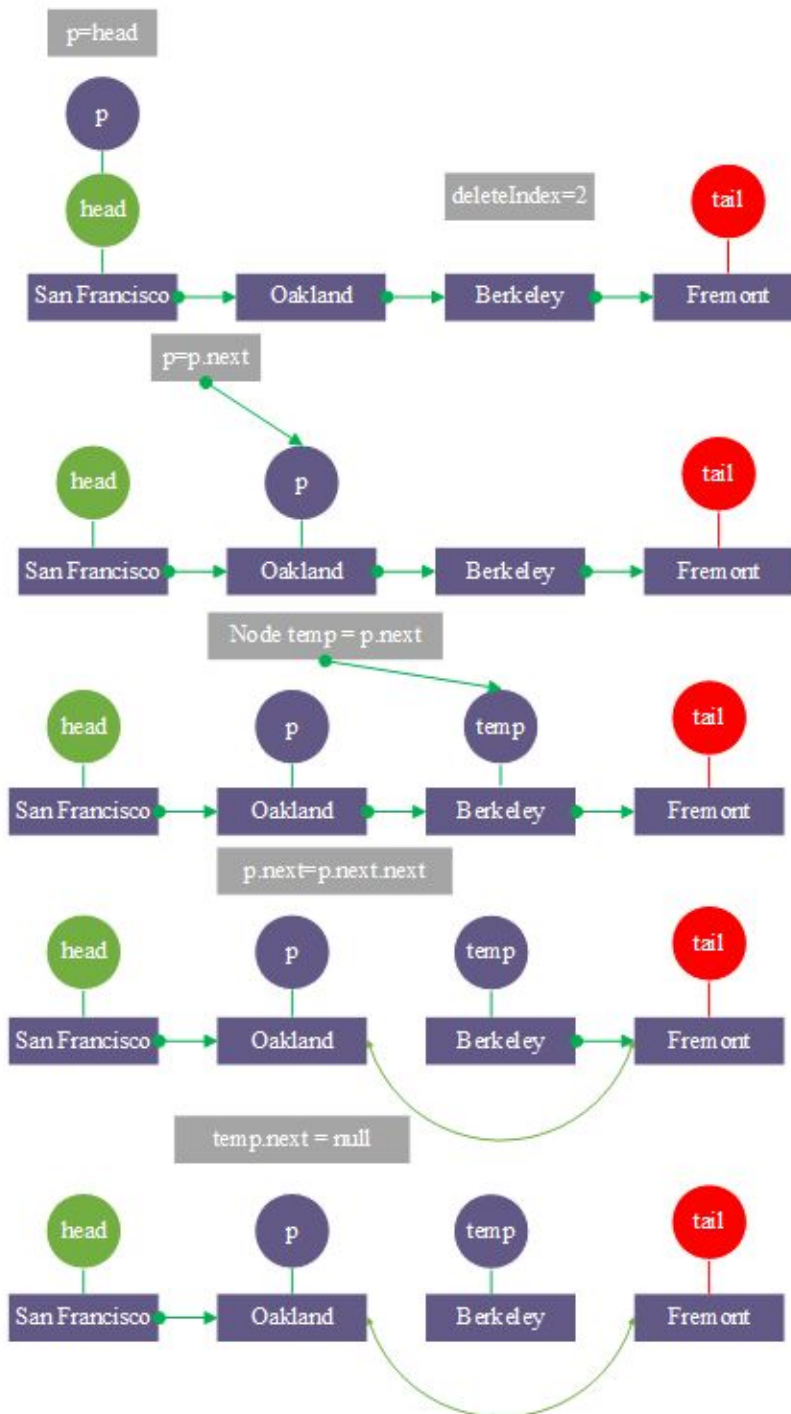 p=head
p
head
deleteIndex=2
tail
San Francisco
Oakland
Berkeley
Fremont
p=p.next
head
p
tail
San Francisco
Oakland
Berkeley
Fremont
Node temp = p.next
head
p
temp
tail
San Francisco
Oakland
Berkeley
Fremont
p.next=p.next.next
head
p
temp
tail
San Francisco
Oakland
Berkeley
Fremont
temp.next = null
head
p
temp
tail
San Francisco
Oakland
Berkeley
Fremont